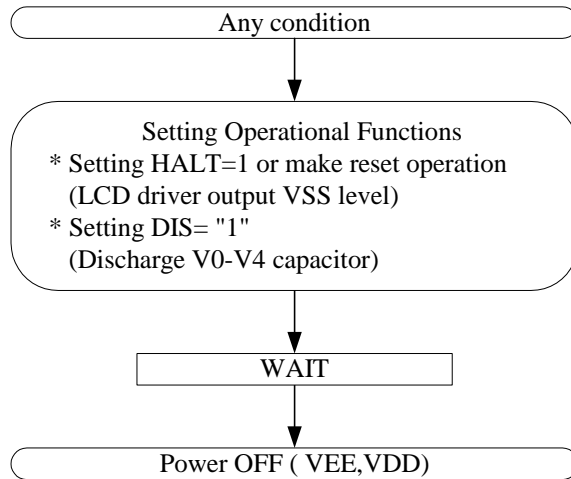 Any condition
Setting Operational Functions
* Setting HALT=1 or make reset operation
(LCD driver output VSS level)
* Setting DIS= "1"
(Discharge V0-V4 capacitor)
WAIT
Power OFF ( VEE,VDD)